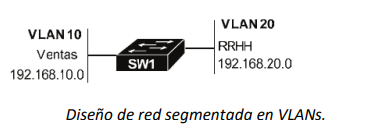 VLAN 10
Ventas
192.168.10.0
SW1
VLAN 20
RRHH
192.168.20.0
Diseño de red segmentada en VLANs.